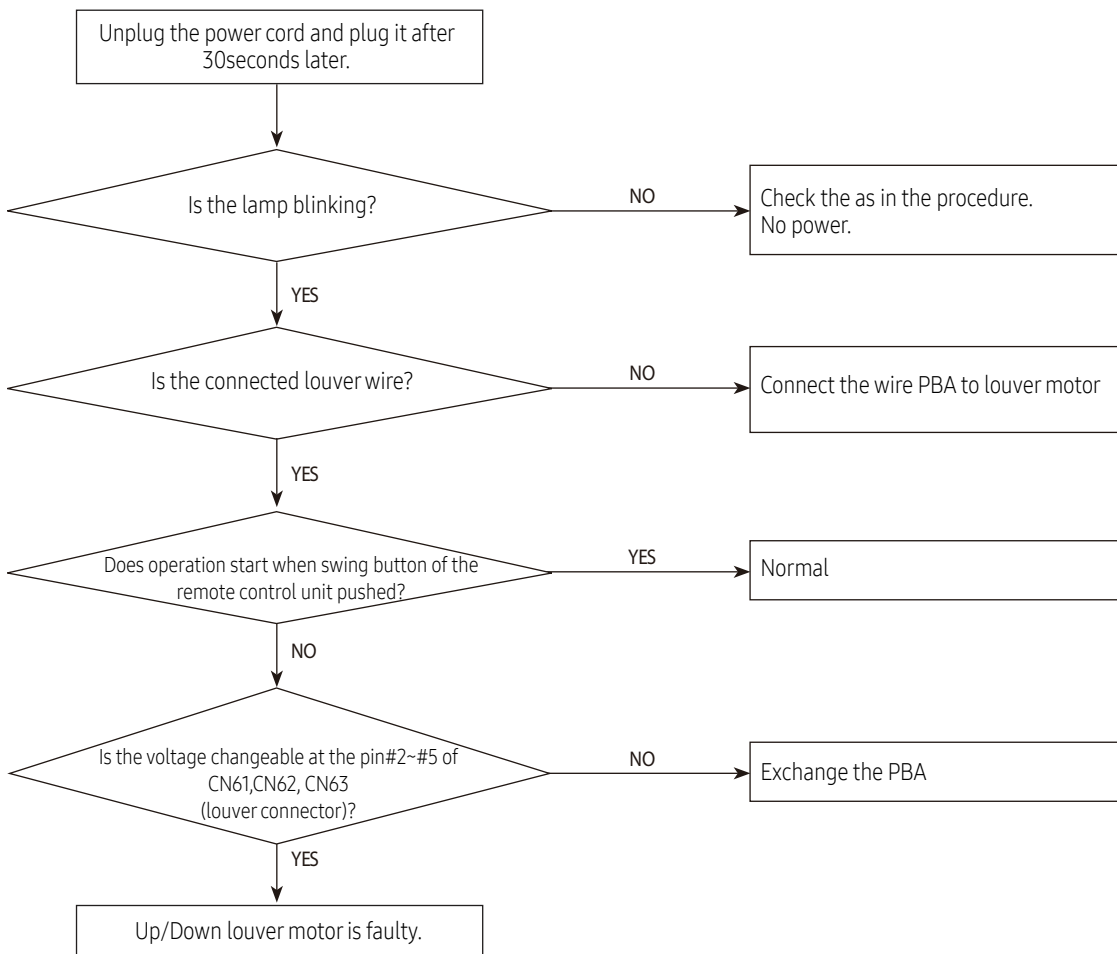 Unplug the power cord and plug it after
30seconds later.
Is the lamp blinking?
NO
Check the as in the procedure.
No power.
YES
Is the connected louver wire?
NO
Connect the wire PBA to louver motor
YES
Does operation start when swing button of the
remote control unit pushed?
YES
Normal
NO
Is the voltage changeable at the pin#2~#5 of
CN61,CN62, CN63
(louver connector)?
NO
Exchange the PBA
YES
Up/Down louver motor is faulty.